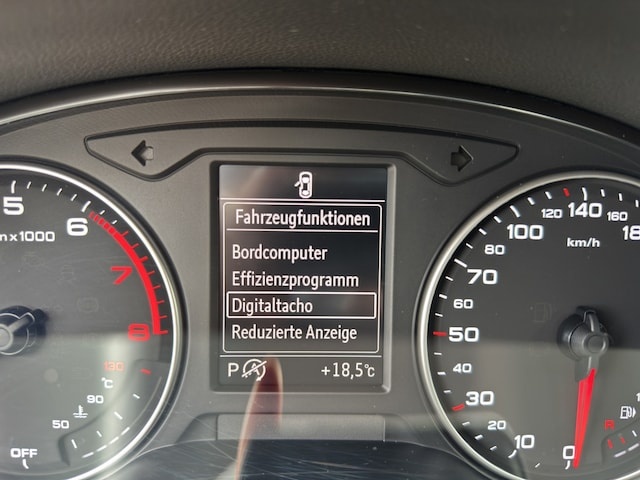 Fahrzeugfunktionen
Bordcomputer
Effizienzprogramm
Digitaltacho
Reduzierte Anzeige
P +18,5°C
5 6 7 8
x1000
130
°C
90
50
OFF
0 10 20 30 40 50 60 70 80 100 120 140 160
km/h
R